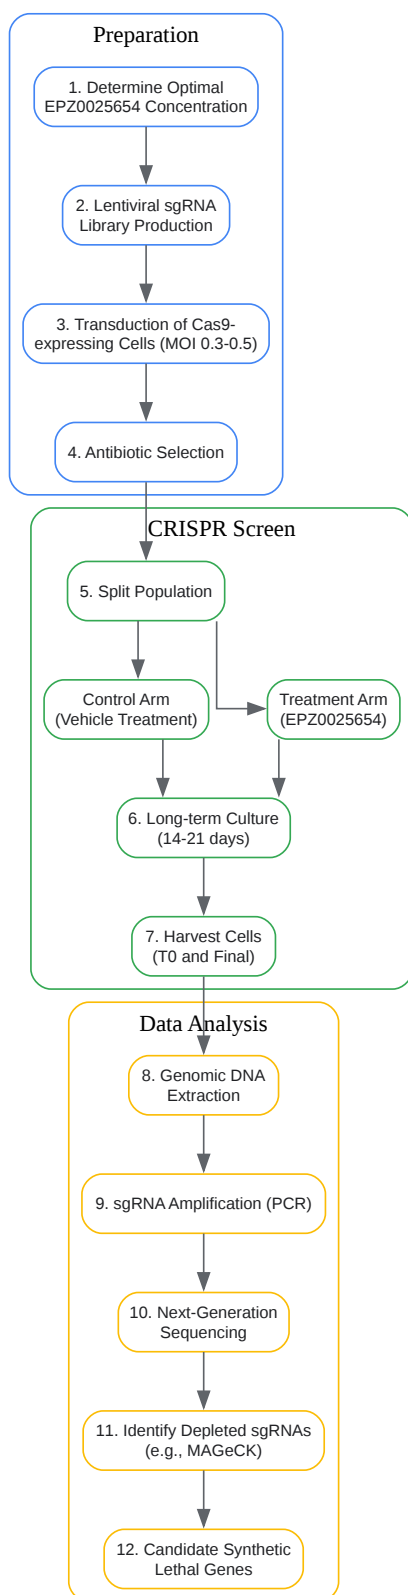 Preparation
1. Determine Optimal
EPZ0025654 Concentration
2. Lentiviral sgRNA
Library Production
3. Transduction of Cas9-
expressing Cells (MOI 0.3-0.5)
4. Antibiotic Selection
CRISPR Screen
5. Split Population
Control Arm
(Vehicle Treatment)
Treatment Arm
(EPZ0025654)
6. Long-term Culture
(14-21 days)
7. Harvest Cells
(T0 and Final)
Data Analysis
8. Genomic DNA
Extraction
9. sgRNA Amplification (PCR)
10. Next-Generation
Sequencing
11. Identify Depleted sgRNAs
(e.g., MAGeCK)
12. Candidate Synthetic
Lethal Genes